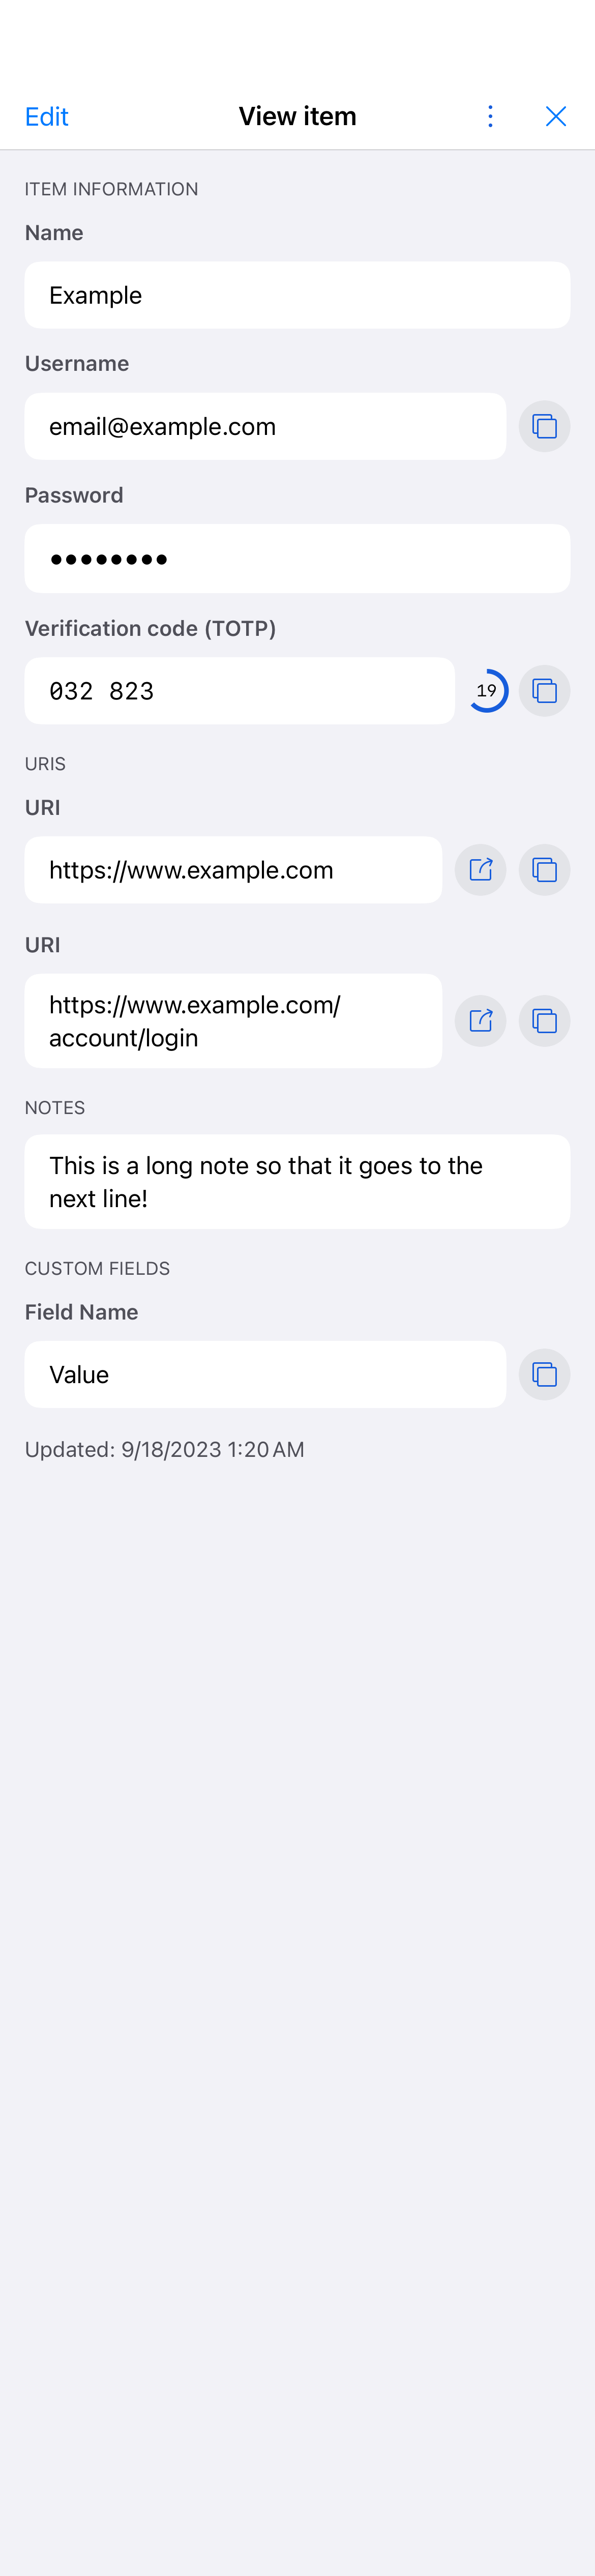 Edit View item
ITEM INFORMATION
Name
Example
Username
email@example.com
Password
••••••••
Verification code (TOTP)
032 823 19
URIS
URI
https://www.example.com
URI
https://www.example.com/
account/login
NOTES
This is a long note so that it goes to the
next line!
CUSTOM FIELDS
Field Name
Value
Updated: 9/18/2023 1:20 AM